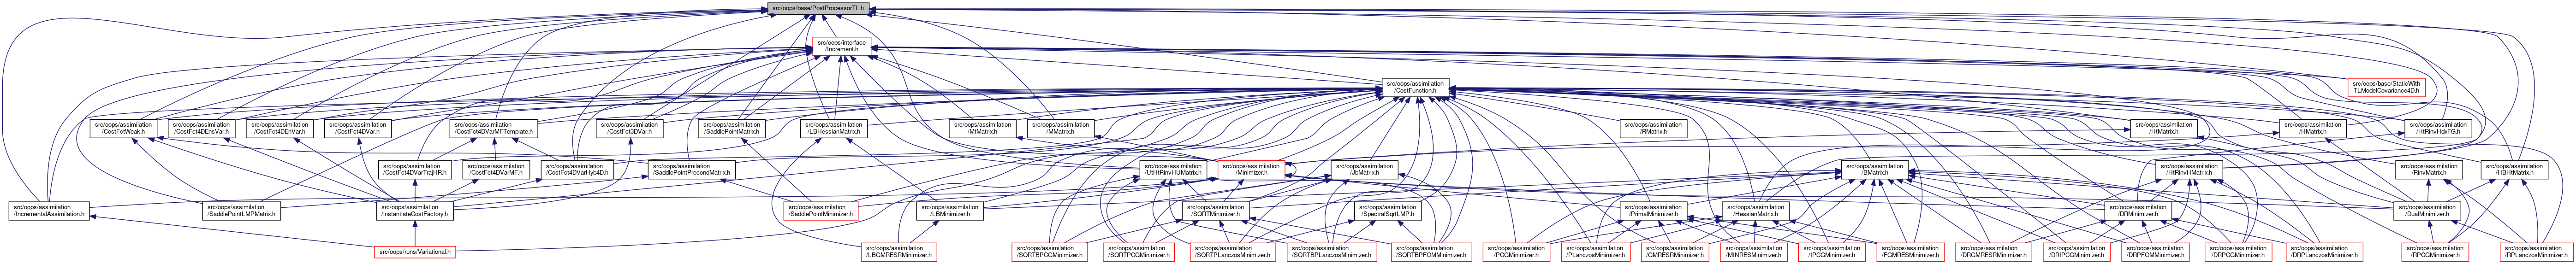 src/oops/base/PostProcessorTL.h
src/oops/interface
/Increment.h
src/oops/base/StaticWith
TLModelCovariance4D.h
src/oops/assimilation
/CostFunction.h
src/oops/assimilation
/CostFctWeak.h
src/oops/assimilation
/CostFct4DEnsVar.h
src/oops/assimilation
/CostFct4DEnVar.h
src/oops/assimilation
/CostFct4DVar.h
src/oops/assimilation
/CostFct4DVarMFTemplate.h
src/oops/assimilation
/CostFct3DVar.h
src/oops/assimilation
/SaddlePointMatrix.h
src/oops/assimilation
/LBHessianMatrix.h
src/oops/assimilation
/MtMatrix.h
src/oops/assimilation
/MMatrix.h
src/oops/assimilation
/RMatrix.h
src/oops/assimilation
/HtMatrix.h
src/oops/assimilation
/HMatrix.h
src/oops/assimilation
/HtRinvHdxFG.h
src/oops/assimilation
/CostFct4DVarTrajHR.h
src/oops/assimilation
/CostFct4DVarMF.h
src/oops/assimilation
/CostFct4DVarHyb4D.h
src/oops/assimilation
/SaddlePointPrecondMatrix.h
src/oops/assimilation
/UtHtRinvHUMatrix.h
src/oops/assimilation
/Minimizer.h
src/oops/assimilation
/JbMatrix.h
src/oops/assimilation
/BMatrix.h
src/oops/assimilation
/HtRinvHMatrix.h
src/oops/assimilation
/RinvMatrix.h
src/oops/assimilation
/HBHtMatrix.h
src/oops/assimilation
/IncrementalAssimilation.h
src/oops/assimilation
/SaddlePointLMPMatrix.h
src/oops/assimilation
/instantiateCostFactory.h
src/oops/assimilation
/SaddlePointMinimizer.h
src/oops/assimilation
/LBMinimizer.h
src/oops/assimilation
/SQRTMinimizer.h
src/oops/assimilation
/SpectralSqrtLMP.h
src/oops/assimilation
/PrimalMinimizer.h
src/oops/assimilation
/HessianMatrix.h
src/oops/assimilation
/DRMinimizer.h
src/oops/assimilation
/DualMinimizer.h
src/oops/runs/Variational.h
src/oops/assimilation
/LBGMRESRMinimizer.h
src/oops/assimilation
/SQRTBPCGMinimizer.h
src/oops/assimilation
/SQRTPCGMinimizer.h
src/oops/assimilation
/SQRTPLanczosMinimizer.h
src/oops/assimilation
/SQRTBPLanczosMinimizer.h
src/oops/assimilation
/SQRTBPFOMMinimizer.h
src/oops/assimilation
/PCGMinimizer.h
src/oops/assimilation
/PLanczosMinimizer.h
src/oops/assimilation
/GMRESRMinimizer.h
src/oops/assimilation
/MINRESMinimizer.h
src/oops/assimilation
/IPCGMinimizer.h
src/oops/assimilation
/FGMRESMinimizer.h
src/oops/assimilation
/DRGMRESRMinimizer.h
src/oops/assimilation
/DRIPCGMinimizer.h
src/oops/assimilation
/DRPFOMMinimizer.h
src/oops/assimilation
/DRPCGMinimizer.h
src/oops/assimilation
/DRPLanczosMinimizer.h
src/oops/assimilation
/RPCGMinimizer.h
src/oops/assimilation
/RPLanczosMinimizer.h